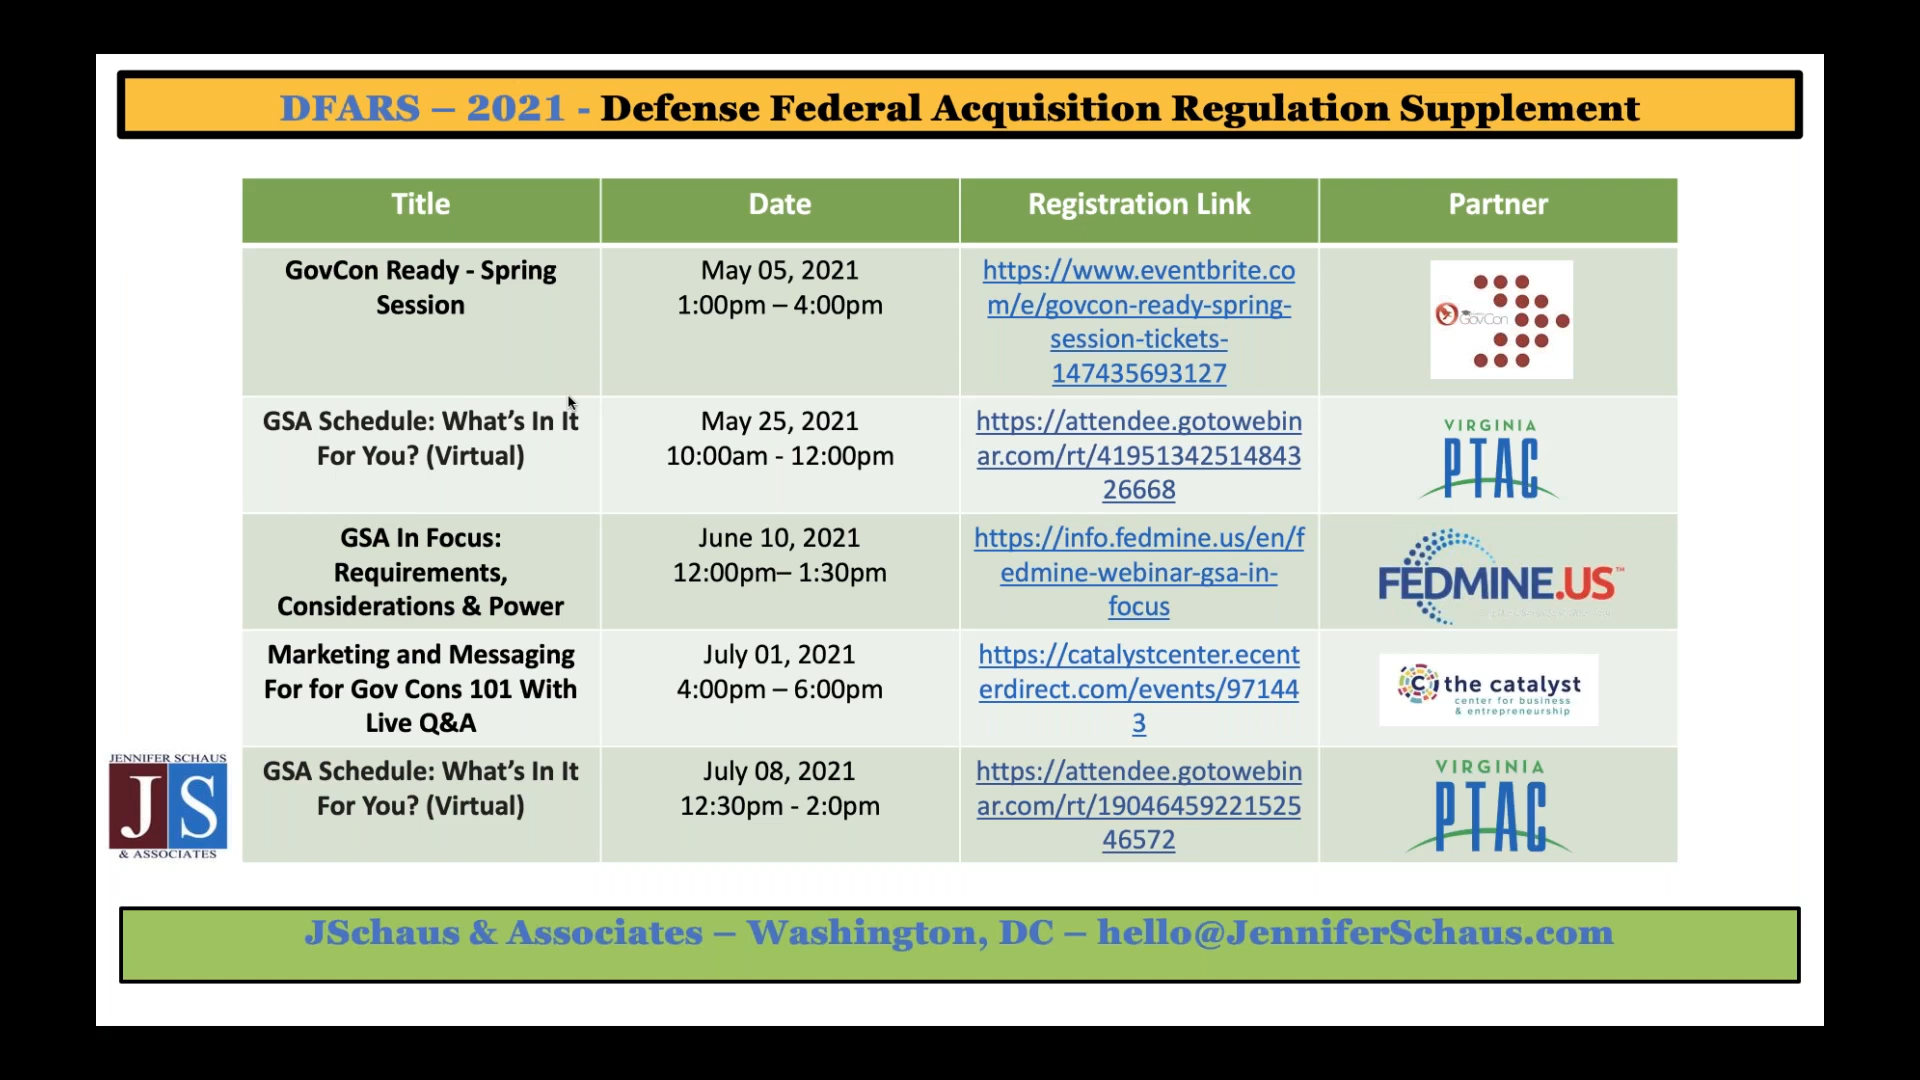 DFARS – 2021 - Defense Federal Acquisition Regulation Supplement
Title
Date
Registration Link
Partner
GovCon Ready - Spring
Session
May 05, 2021
1:00pm – 4:00pm
https://www.eventbrite.co
m/e/govcon-ready-spring-
session-tickets-
147435693127
GovCon
GSA Schedule: What's In It
For You? (Virtual)
May 25, 2021
10:00am - 12:00pm
https://attendee.gotowebin
ar.com/rt/41951342514843
26668
VIRGINIA
PTAC
GSA In Focus:
Requirements,
Considerations & Power
June 10, 2021
12:00pm– 1:30pm
https://info.fedmine.us/en/f
edmine-webinar-gsa-in-
focus
FEDMINE.US™
Marketing and Messaging
For for Gov Cons 101 With
Live Q&A
July 01, 2021
4:00pm – 6:00pm
https://catalystcenter.ecent
erdirect.com/events/97144
3
C the catalyst
center for business
& entrepreneurship
GSA Schedule: What's In It
For You? (Virtual)
July 08, 2021
12:30pm - 2:0pm
https://attendee.gotowebin
ar.com/rt/19046459221525
46572
VIRGINIA
PTAC
JENNIFER SCHAUS
JS
& ASSOCIATES
JSchaus & Associates – Washington, DC – hello@JenniferSchaus.com